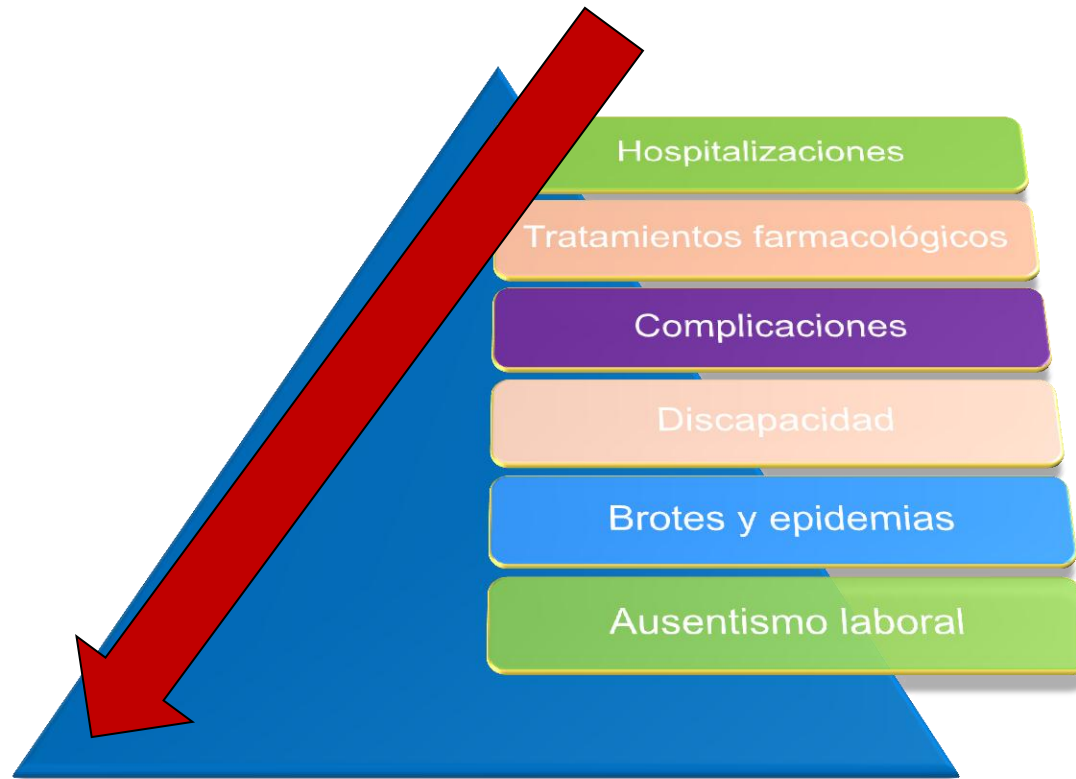 Hospitalizaciones
Tratamientos farmacológicos
Complicaciones
Discapacidad
Brotes y epidemias
Ausentismo laboral